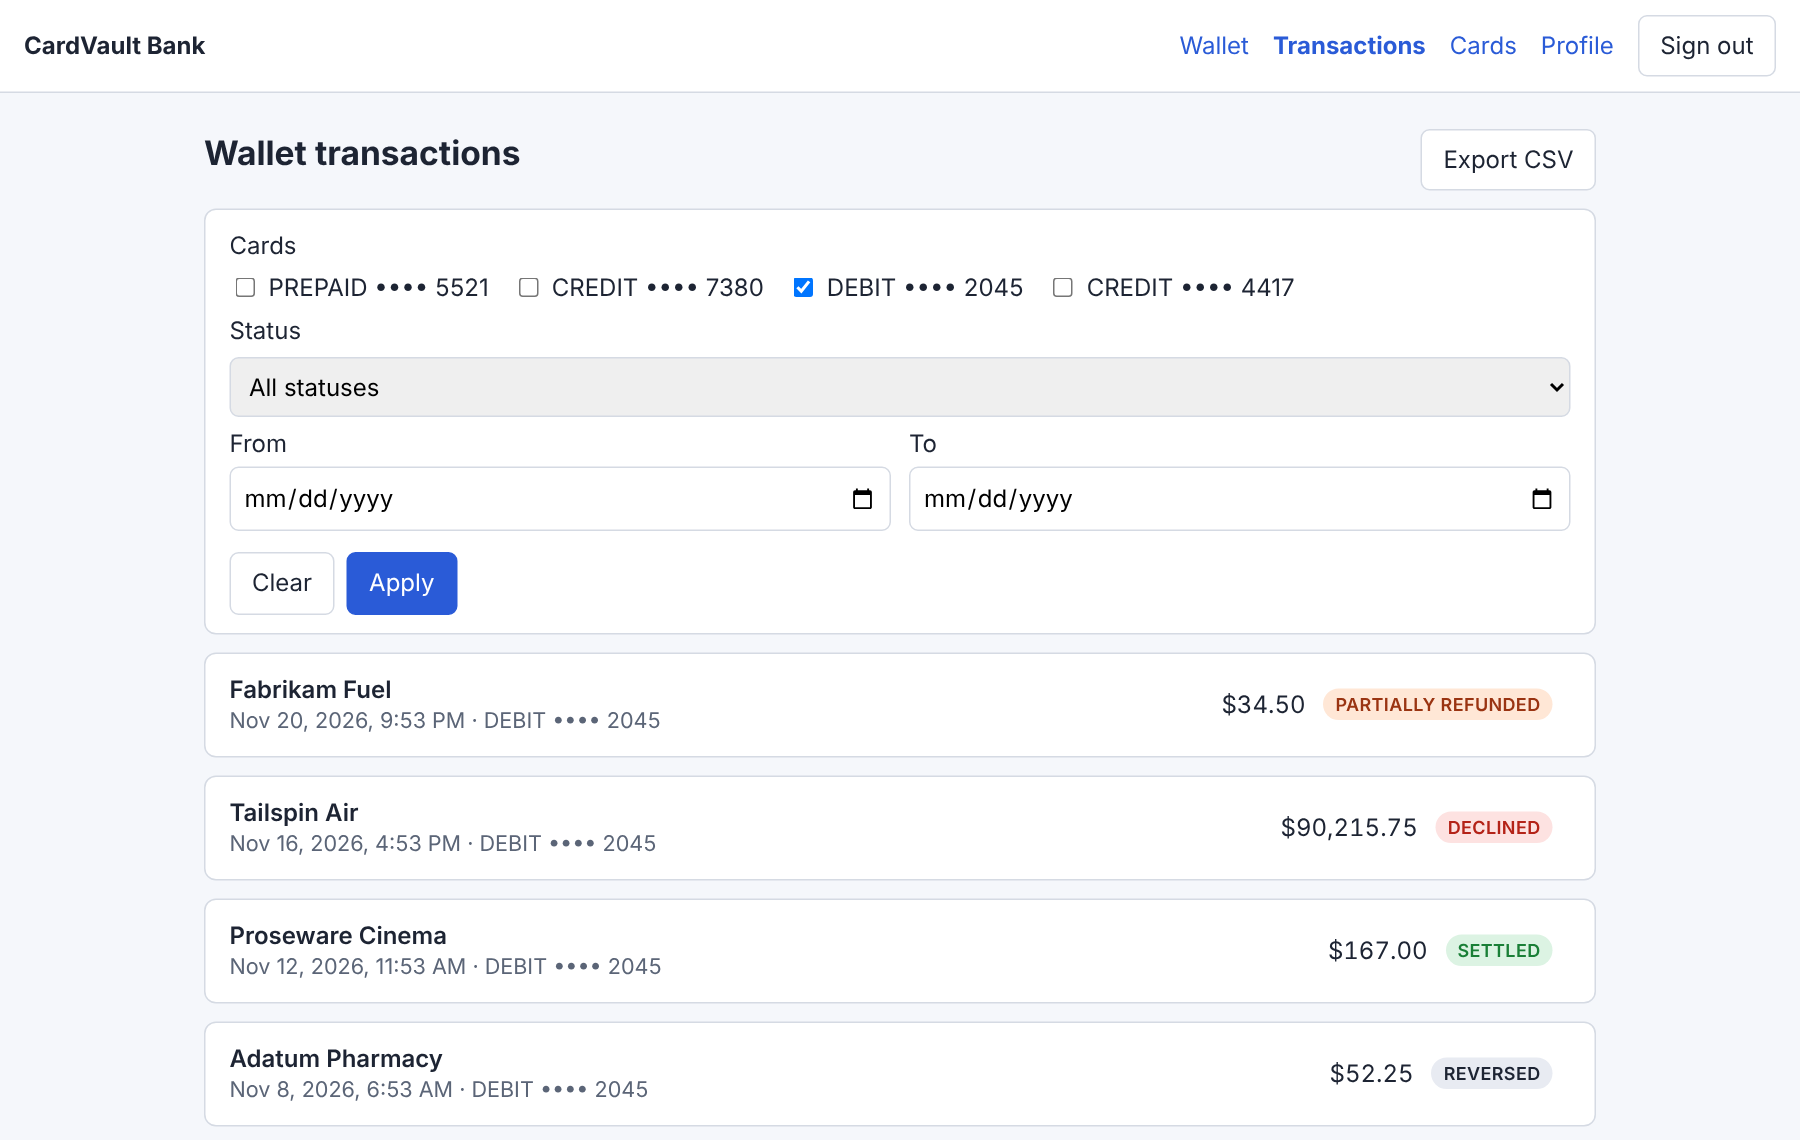 CardVault Bank
Wallet Transactions Cards Profile Sign out
Wallet transactions
Export CSV
Cards
PREPAID •••• 5521 CREDIT •••• 7380 DEBIT •••• 2045 CREDIT •••• 4417
Status
All statuses
From To
mm/dd/yyyy mm/dd/yyyy
Clear Apply
Fabrikam Fuel
Nov 20, 2026, 9:53 PM · DEBIT •••• 2045
$34.50 PARTIALLY REFUNDED
Tailspin Air
Nov 16, 2026, 4:53 PM · DEBIT •••• 2045
$90,215.75 DECLINED
Proseware Cinema
Nov 12, 2026, 11:53 AM · DEBIT •••• 2045
$167.00 SETTLED
Adatum Pharmacy
Nov 8, 2026, 6:53 AM · DEBIT •••• 2045
$52.25 REVERSED